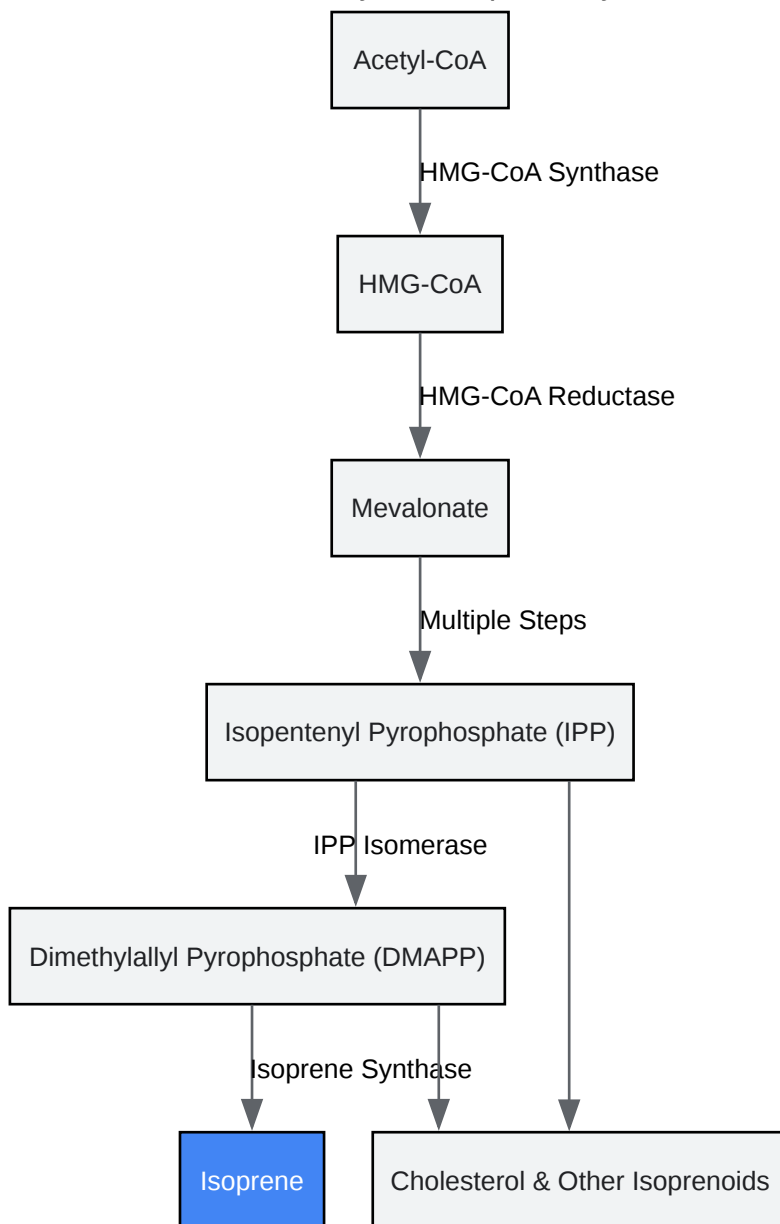 Acetyl-CoA
HMG-CoA Synthase
HMG-CoA
HMG-CoA Reductase
Mevalonate
Multiple Steps
Isopentenyl Pyrophosphate (IPP)
IPP Isomerase
Dimethylallyl Pyrophosphate (DMAPP)
Isoprene Synthase
Isoprene
Cholesterol & Other Isoprenoids